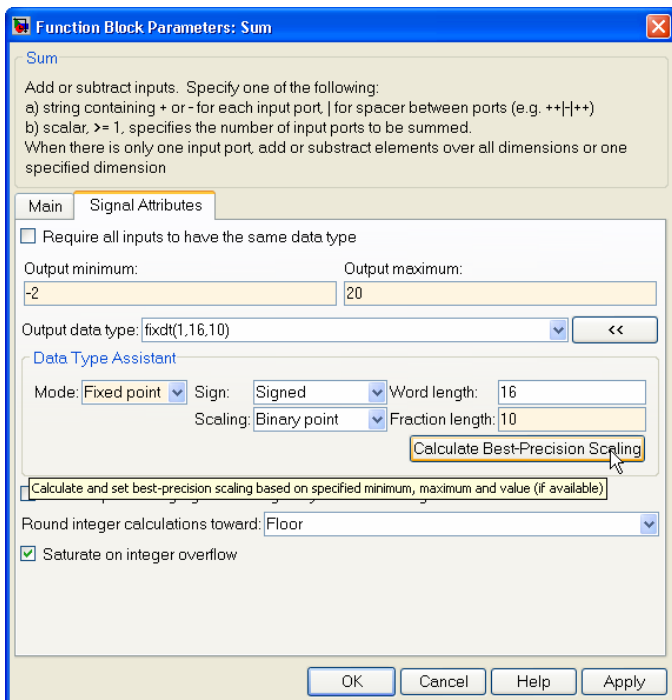 Function Block Parameters: Sum
Sum
Add or subtract inputs.  Specify one of the following:
a) string containing + or - for each input port, | for spacer between ports (e.g. ++|-|++)
b) scalar, >= 1, specifies the number of input ports to be summed.
When there is only one input port, add or substract elements over all dimensions or one
specified dimension
Main Signal Attributes
Require all inputs to have the same data type
Output minimum: Output maximum:
-2 20
Output data type: fixdt(1,16,10) <<
Data Type Assistant
Mode: Fixed point Sign: Signed Word length: 16
Scaling: Binary point Fraction length: 10
Calculate Best-Precision Scaling
Calculate and set best-precision scaling based on specified minimum, maximum and value (if available)
Round integer calculations toward: Floor
Saturate on integer overflow
OK Cancel Help Apply